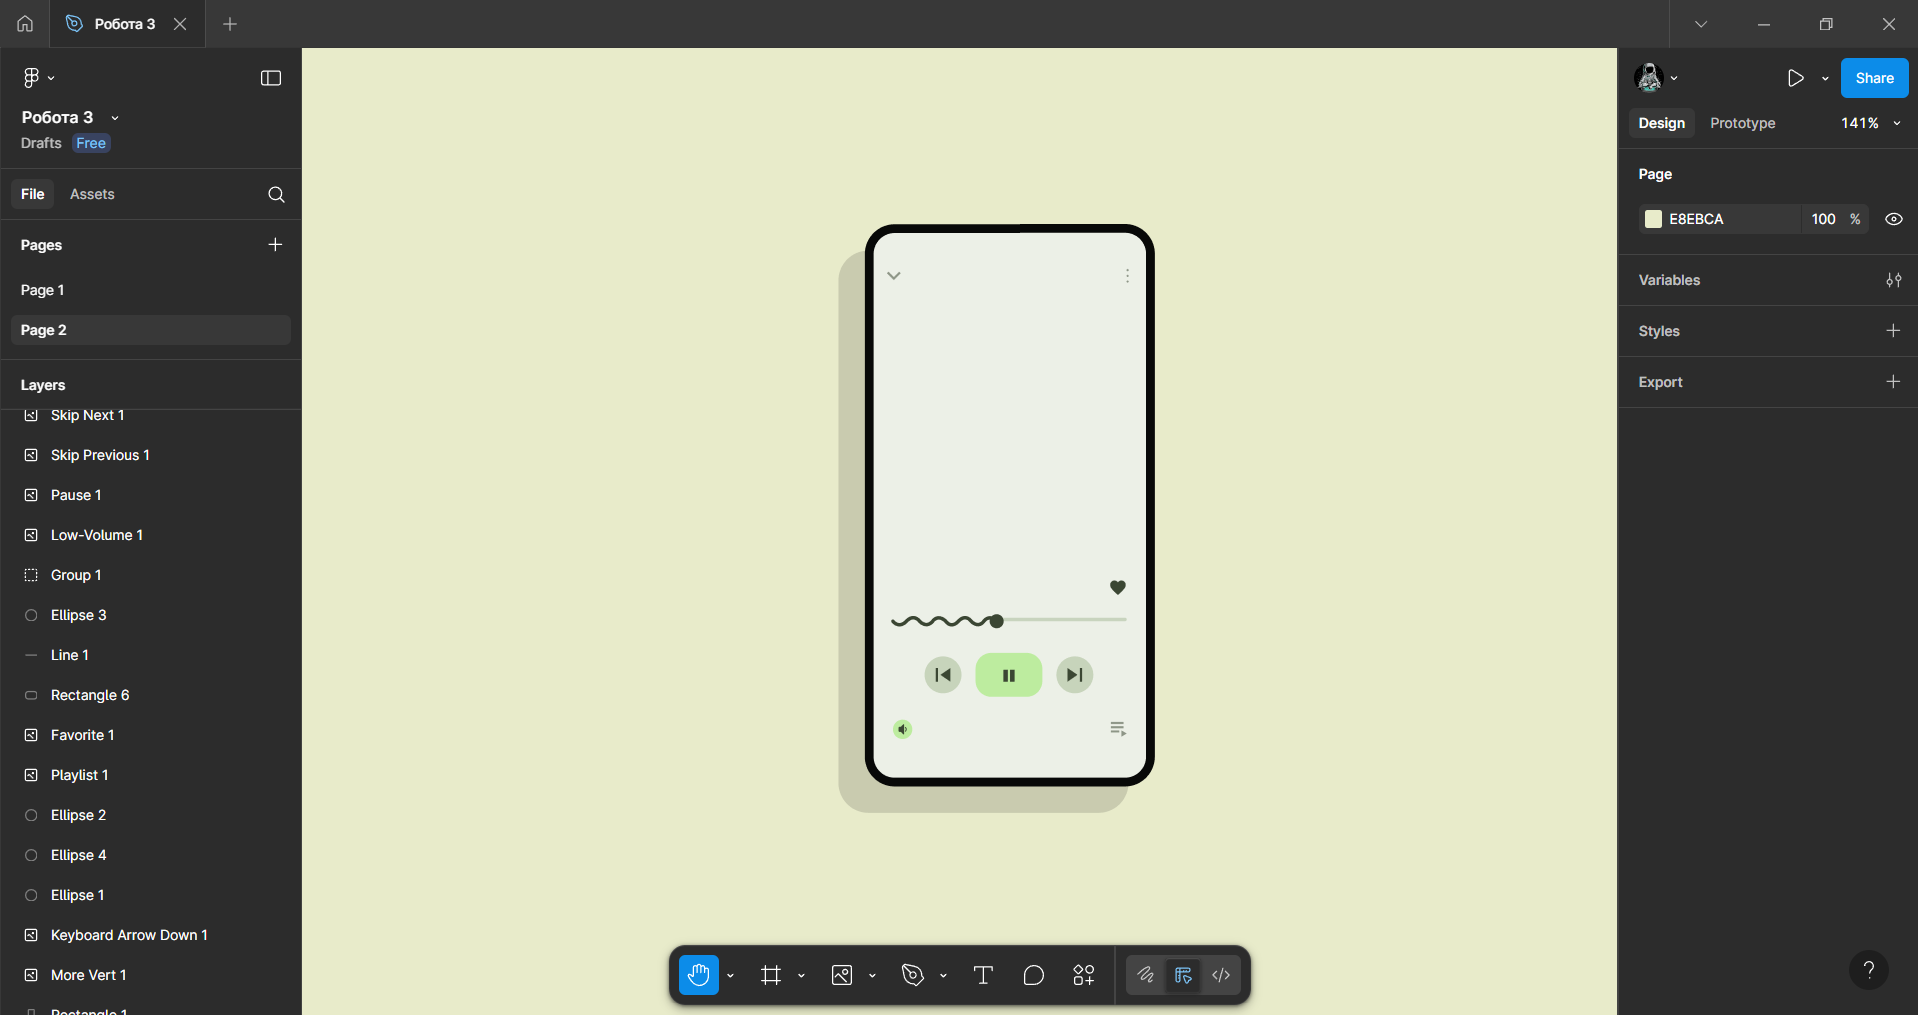 Робота 3
Робота 3
Drafts Free
File Assets
Pages
Page 1
Page 2
Layers
Skip Next 1
Skip Previous 1
Pause 1
Low-Volume 1
Group 1
Ellipse 3
Line 1
Rectangle 6
Favorite 1
Playlist 1
Ellipse 2
Ellipse 4
Ellipse 1
Keyboard Arrow Down 1
More Vert 1
Rectangle 1
Share
Design Prototype 141%
Page
E8EBCA 100 %
Variables
Styles
Export
?